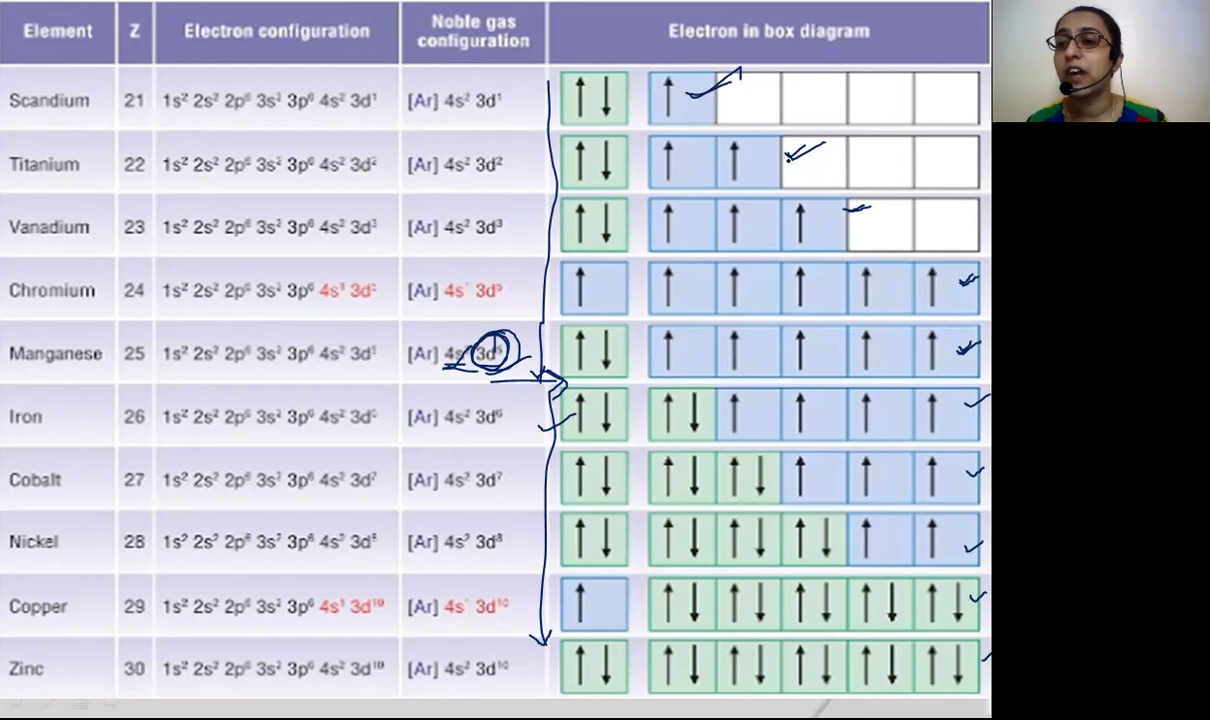 Element Z Electron configuration Noble gas configuration Electron in box diagram
Scandium 21 1s² 2s² 2p⁶ 3s² 3p⁶ 4s² 3d¹ [Ar] 4s² 3d¹
Titanium 22 1s² 2s² 2p⁶ 3s² 3p⁶ 4s² 3d² [Ar] 4s² 3d²
Vanadium 23 1s² 2s² 2p⁶ 3s² 3p⁶ 4s² 3d³ [Ar] 4s² 3d³
Chromium 24 1s² 2s² 2p⁶ 3s² 3p⁶ 4s¹ 3d⁵ [Ar] 4s¹ 3d⁵
Manganese 25 1s² 2s² 2p⁶ 3s² 3p⁶ 4s² 3d⁵ [Ar] 4s² 3d⁵
Iron 26 1s² 2s² 2p⁶ 3s² 3p⁶ 4s² 3d⁶ [Ar] 4s² 3d⁶
Cobalt 27 1s² 2s² 2p⁶ 3s² 3p⁶ 4s² 3d⁷ [Ar] 4s² 3d⁷
Nickel 28 1s² 2s² 2p⁶ 3s² 3p⁶ 4s² 3d⁸ [Ar] 4s² 3d⁸
Copper 29 1s² 2s² 2p⁶ 3s² 3p⁶ 4s¹ 3d¹⁰ [Ar] 4s¹ 3d¹⁰
Zinc 30 1s² 2s² 2p⁶ 3s² 3p⁶ 4s² 3d¹⁰ [Ar] 4s² 3d¹⁰